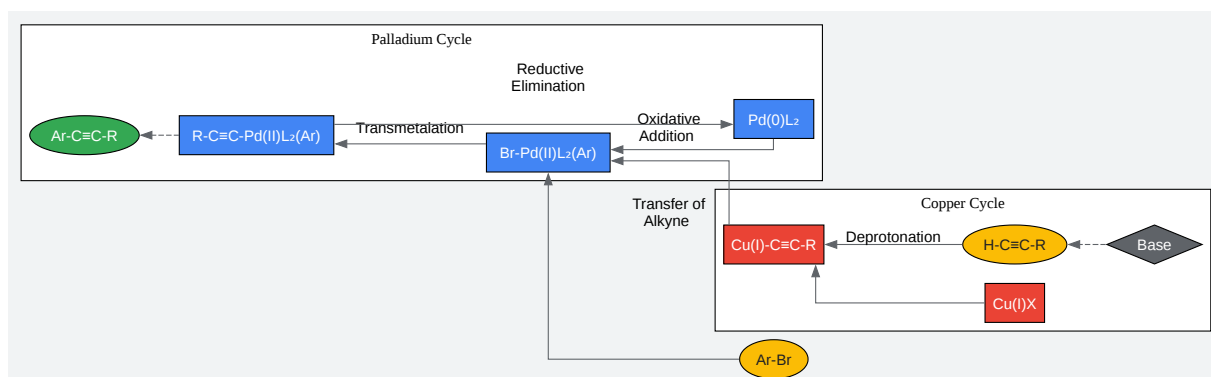 Palladium Cycle
Reductive
Elimination
Ar-C≡C-R
R-C≡C-Pd(II)L₂(Ar)
Transmetalation
Br-Pd(II)L₂(Ar)
Oxidative
Addition
Pd(0)L₂
Transfer of
Alkyne
Copper Cycle
Cu(I)-C≡C-R
Deprotonation
H-C≡C-R
Base
Cu(I)X
Ar-Br